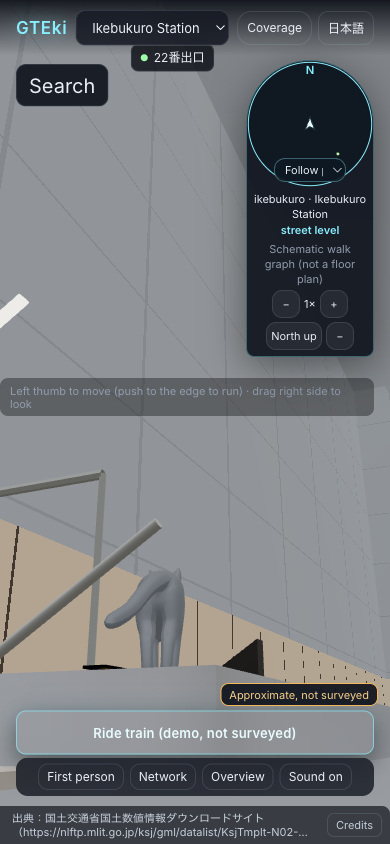 GTEki
Ikebukuro Station
Coverage
日本語
22番出口
Search
N
Follow
ikebukuro · Ikebukuro
Station
street level
Schematic walk
graph (not a floor
plan)
− 1× +
North up −
Left thumb to move (push to the edge to run) · drag right side to
look
Approximate, not surveyed
Ride train (demo, not surveyed)
First person
Network
Overview
Sound on
出典：国土交通省国土数値情報ダウンロードサイト
（https://nlftp.mlit.go.jp/ksj/gml/datalist/KsjTmplt-N02-...
Credits